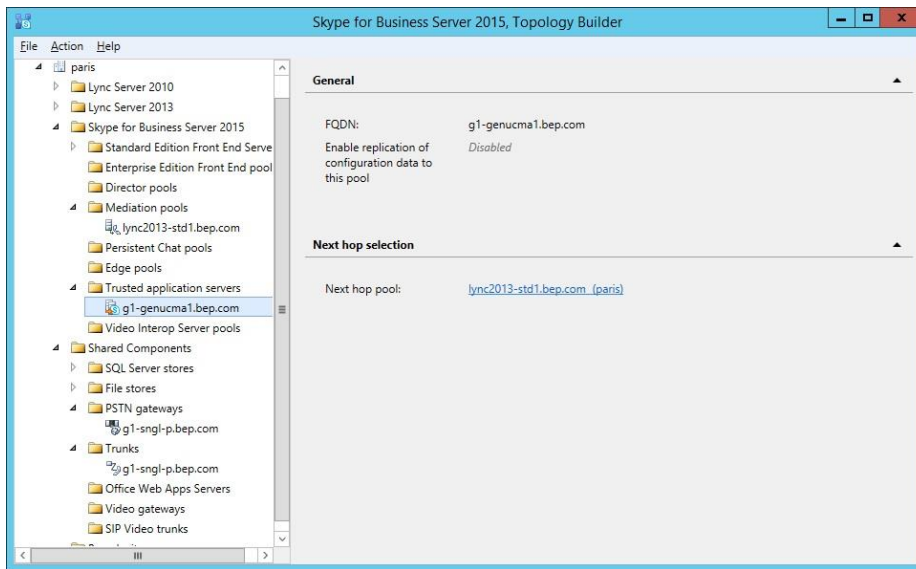 Skype for Business Server 2015, Topology Builder
File Action Help
paris
Lync Server 2010
Lync Server 2013
Skype for Business Server 2015
Standard Edition Front End Serve
Enterprise Edition Front End pool
Director pools
Mediation pools
lync2013-std1.bep.com
Persistent Chat pools
Edge pools
Trusted application servers
g1-genucma1.bep.com
Video Interop Server pools
Shared Components
SQL Server stores
File stores
PSTN gateways
g1-sngl-p.bep.com
Trunks
g1-sngl-p.bep.com
Office Web Apps Servers
Video gateways
SIP Video trunks
General
FQDN: g1-genucma1.bep.com
Enable replication of Disabled
configuration data to
this pool
Next hop selection
Next hop pool: lync2013-std1.bep.com (paris)